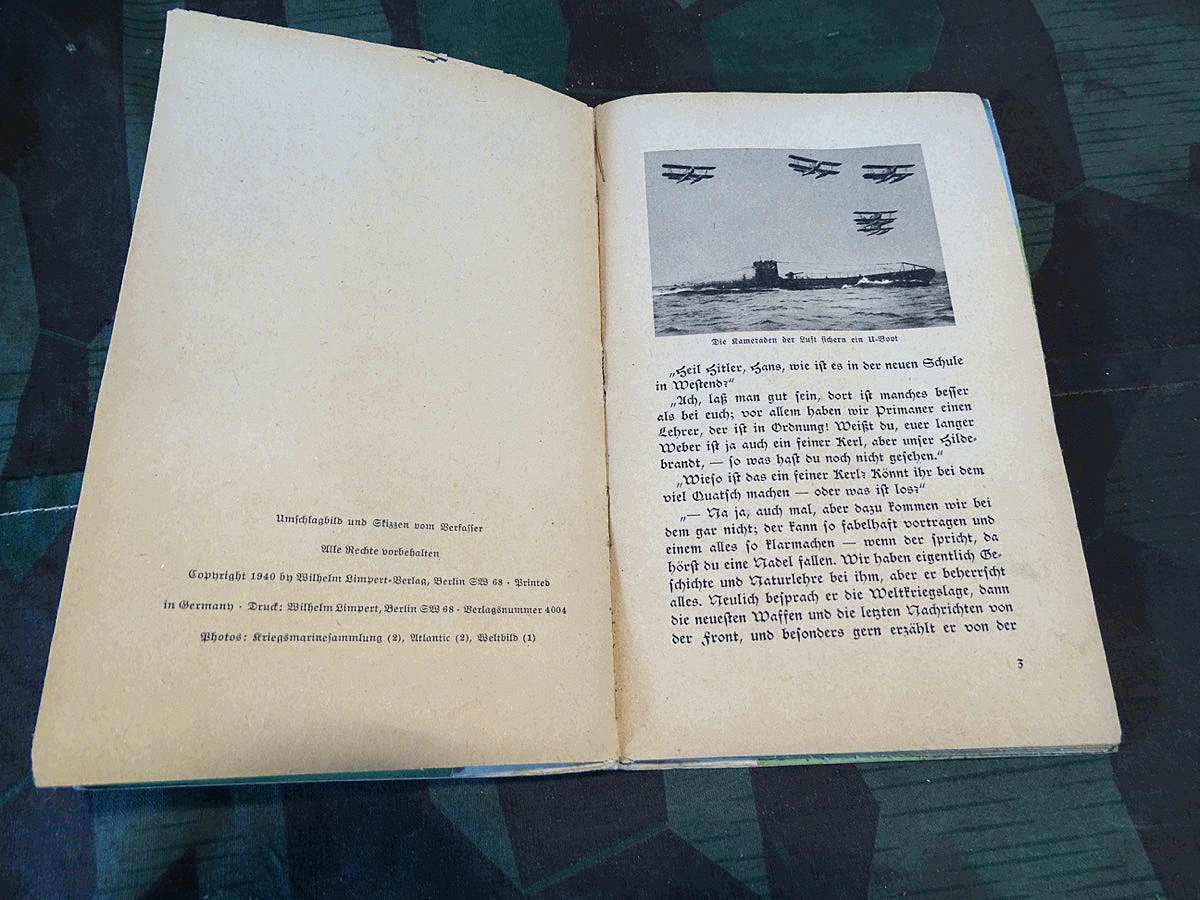 Umschlagbild und Skizzen vom Verfasser
Alle Rechte vorbehalten
Copyright 1940 by Wilhelm Limpert-Verlag, Berlin SW 68 · Printed
in Germany · Druck: Wilhelm Limpert, Berlin SW 68 · Verlagsnummer 4004
Photos: Kriegsmarinesammlung (2), Atlantic (2), Weltbild (1)
Die Kameraden der Luft sichern ein U-Boot
„Heil Hitler, Hans, wie ist es in der neuen Schule
in Westend?“
„Ach, laß man gut sein, dort ist manches besser
als bei euch; vor allem haben wir Primaner einen
Lehrer, der ist in Ordnung! Weißt du, euer langer
Weber ist ja auch ein feiner Kerl, aber unser Hilde-
brandt, — so was hast du noch nicht gesehen.“
„Wieso ist das ein feiner Kerl? Könnt ihr bei dem
viel Quatsch machen — oder was ist los?“
„— Na ja, auch mal, aber dazu kommen wir bei
dem gar nicht; der kann so fabelhaft vortragen und
einem alles so klarmachen — wenn der spricht, da
hörst du eine Nadel fallen. Wir haben eigentlich Ge-
schichte und Naturlehre bei ihm, aber er beherrscht
alles. Neulich besprach er die Weltkriegslage, dann
die neuesten Waffen und die letzten Nachrichten von
der Front, und besonders gern erzählt er von der
3